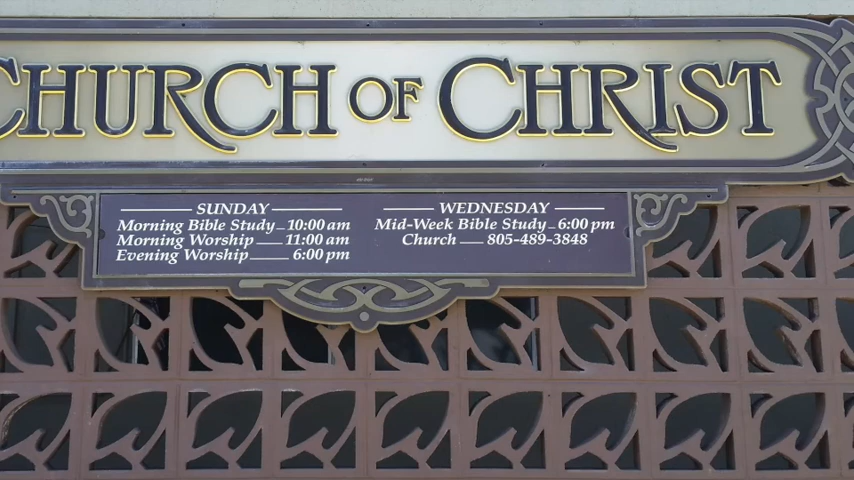 CHURCH OF CHRIST
SUNDAY
Morning Bible Study 10:00 am
Morning Worship 11:00 am
Evening Worship 6:00 pm
WEDNESDAY
Mid-Week Bible Study 6:00 pm
Church 805-489-3848